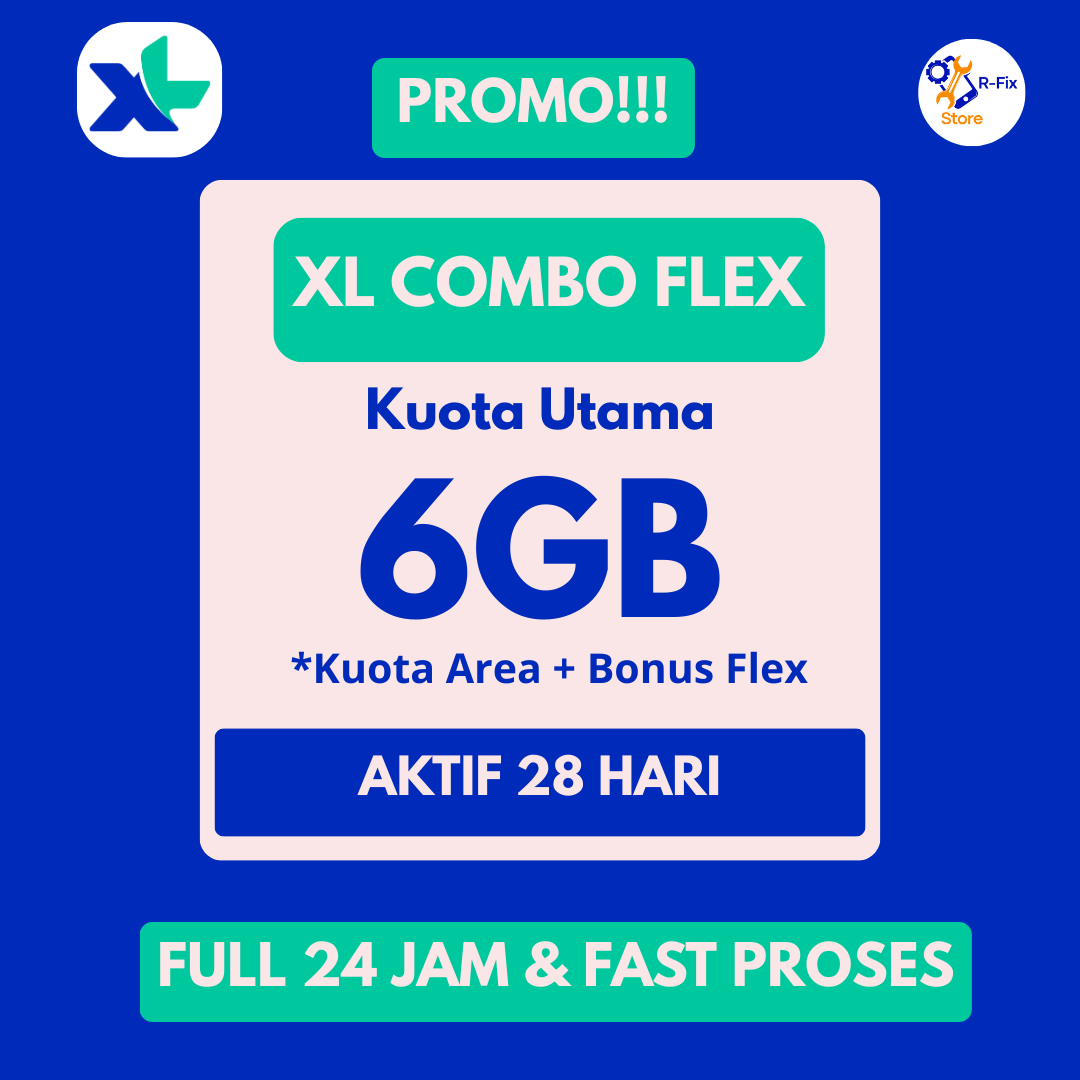 XL
PROMO!!!
R-Fix
Store
XL COMBO FLEX
Kuota Utama
6GB
*Kuota Area + Bonus Flex
AKTIF 28 HARI
FULL 24 JAM & FAST PROSES